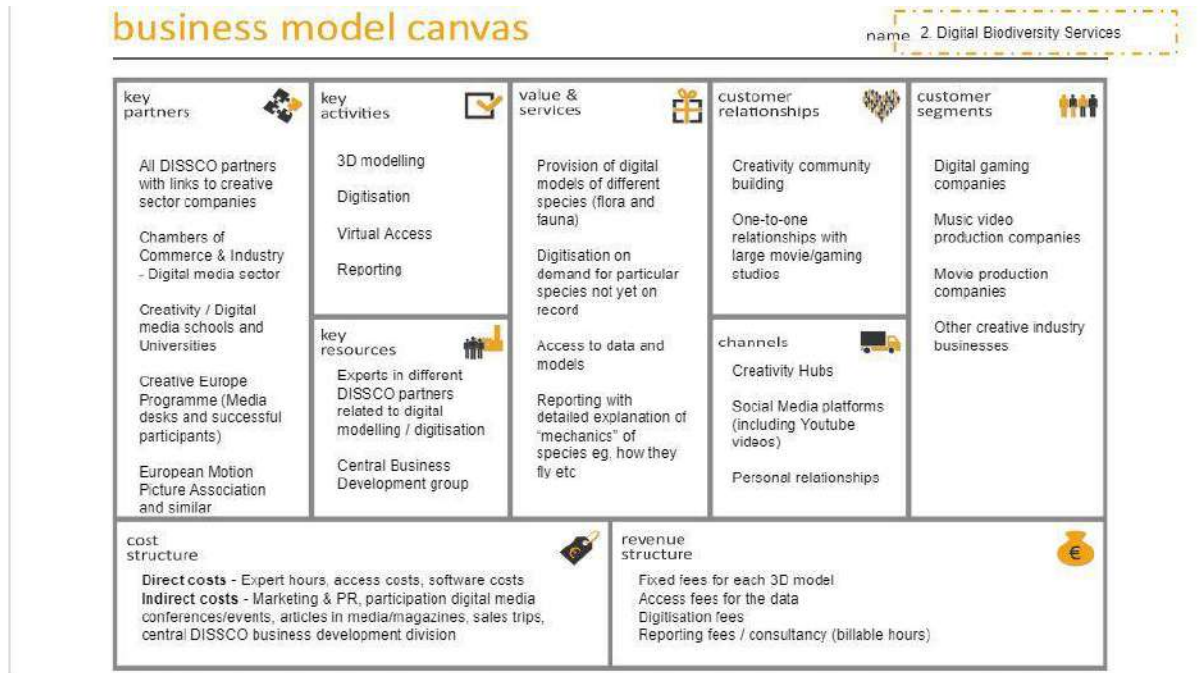 business model canvas
name 2. Digital Biodiversity Services
key
partners
All DISSCO partners
with links to creative
sector companies
Chambers of
Commerce & Industry
- Digital media sector
Creativity / Digital
media schools and
Universities
Creative Europe
Programme (Media
desks and successful
participants)
European Motion
Picture Association
and similar
key
activities
3D modelling
Digitisation
Virtual Access
Reporting
key
resources
Experts in different
DISSCO partners
related to digital
modelling / digitisation
Central Business
Development group
value &
services
Provision of digital
models of different
species (flora and
fauna)
Digitisation on
demand for particular
species not yet on
record
Access to data and
models
Reporting with
detailed explanation of
"mechanics" of
species eg. how they
fly etc
customer
relationships
Creativity community
building
One-to-one
relationships with
large movie/gaming
studios
channels
Creativity Hubs
Social Media platforms
(including Youtube
videos)
Personal relationships
customer
segments
Digital gaming
companies
Music video
production companies
Movie production
companies
Other creative industry
businesses
cost
structure
€
Direct costs - Expert hours, access costs, software costs
Indirect costs - Marketing & PR, participation digital media
conferences/events, articles in media/magazines, sales trips,
central DISSCO business development division
revenue
structure
€
Fixed fees for each 3D model
Access fees for the data
Digitisation fees
Reporting fees / consultancy (billable hours)